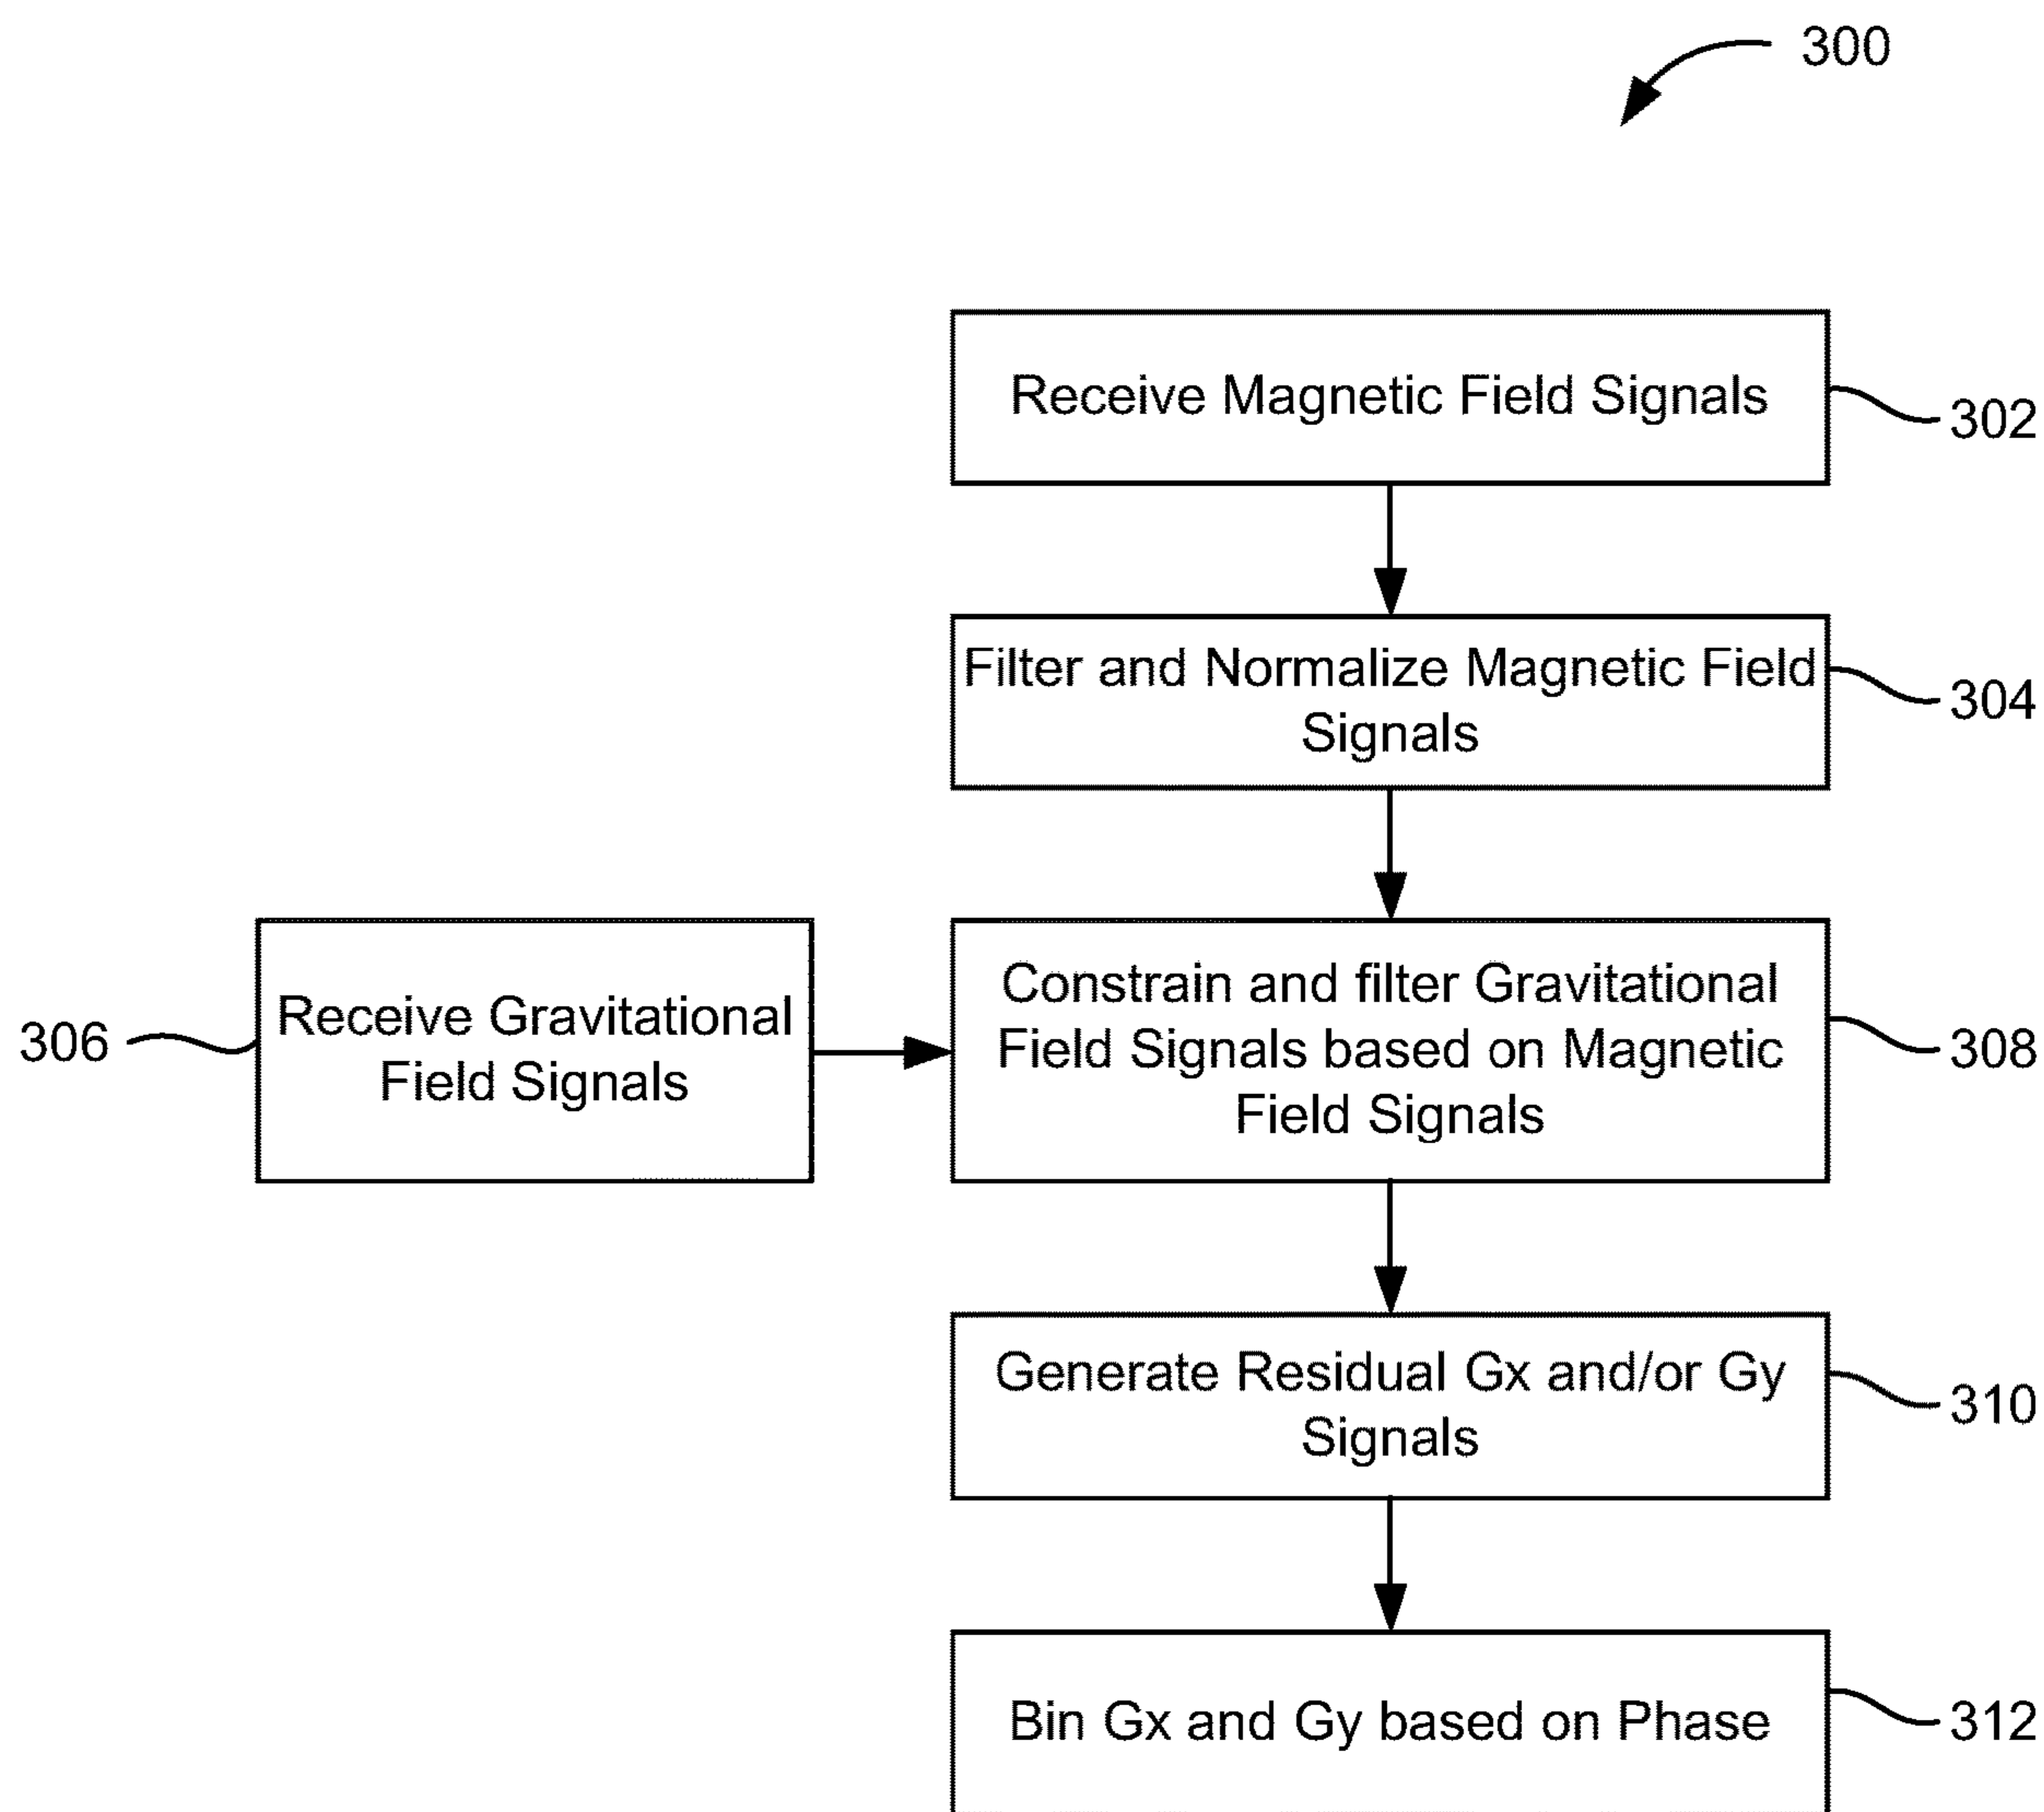 300
Receive Magnetic Field Signals
302
Filter and Normalize Magnetic Field
Signals
304
306
Receive Gravitational
Field Signals
Constrain and filter Gravitational
Field Signals based on Magnetic
Field Signals
308
Generate Residual Gx and/or Gy
Signals
310
Bin Gx and Gy based on Phase
312